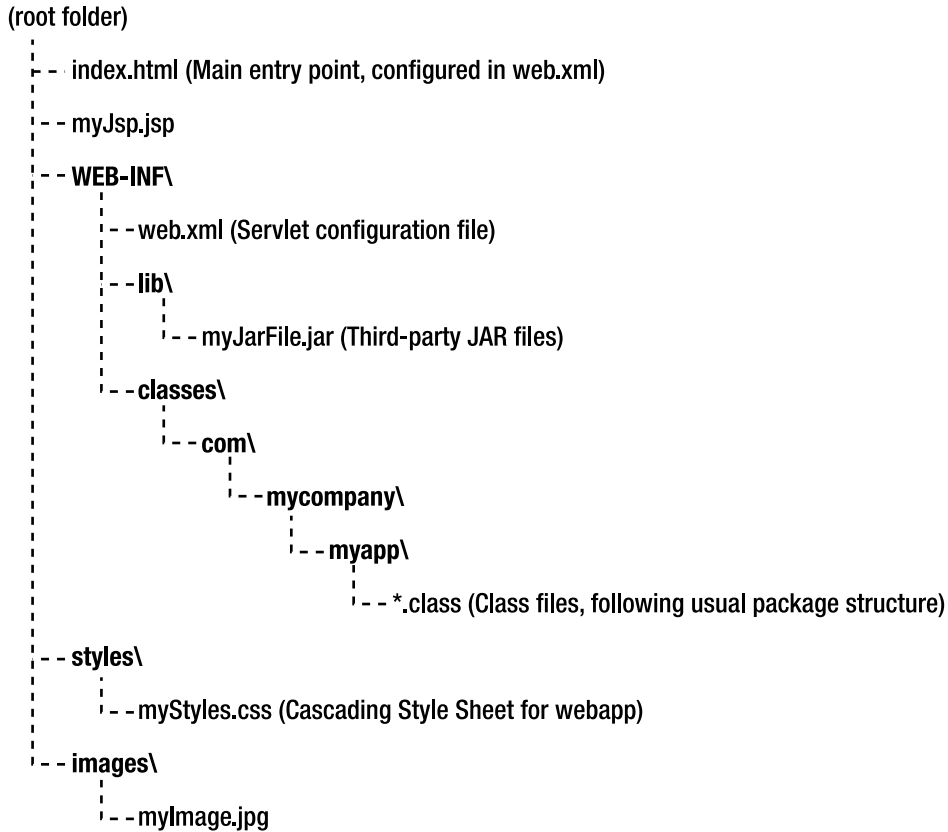 (root folder)
index.html (Main entry point, configured in web.xml)
myJsp.jsp
WEB-INF\
web.xml (Servlet configuration file)
lib\
myJarFile.jar (Third-party JAR files)
classes\
com\
mycompany\
myapp\
*.class (Class files, following usual package structure)
styles\
myStyles.css (Cascading Style Sheet for webapp)
images\
myImage.jpg